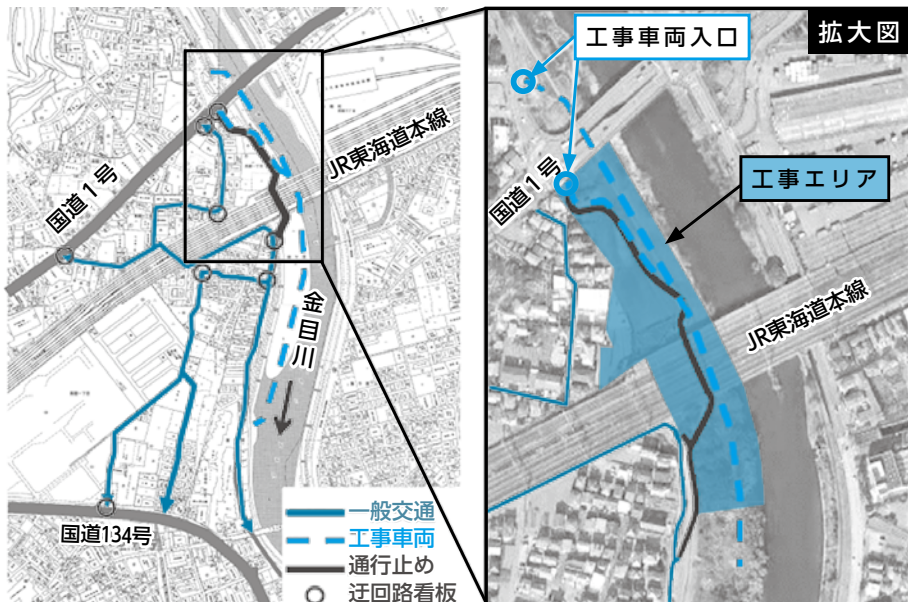 国道1号
JR東海道本線
金目川
国道134号
一般交通
工事車両
通行止め
迂回路看板
拡大図
工事車両入口
国道1号
工事エリア
JR東海道本線